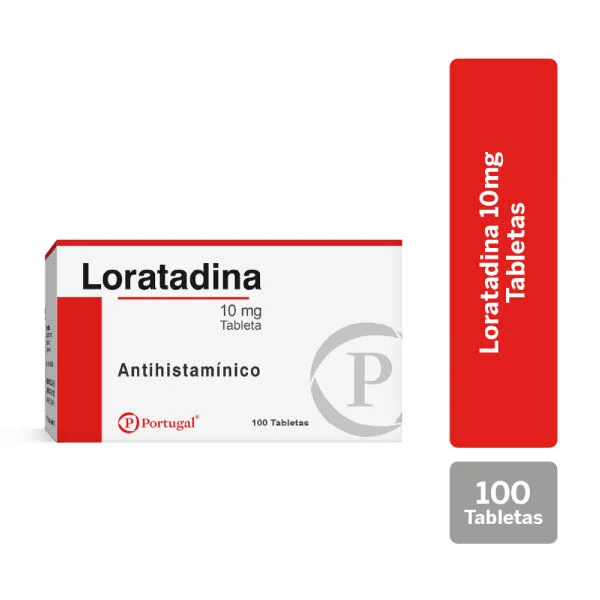 Loratadina
10 mg
Tableta
Antihistamínico
P Portugal®
100 Tabletas
P
Loratadina 10mg
Tabletas
100
Tabletas